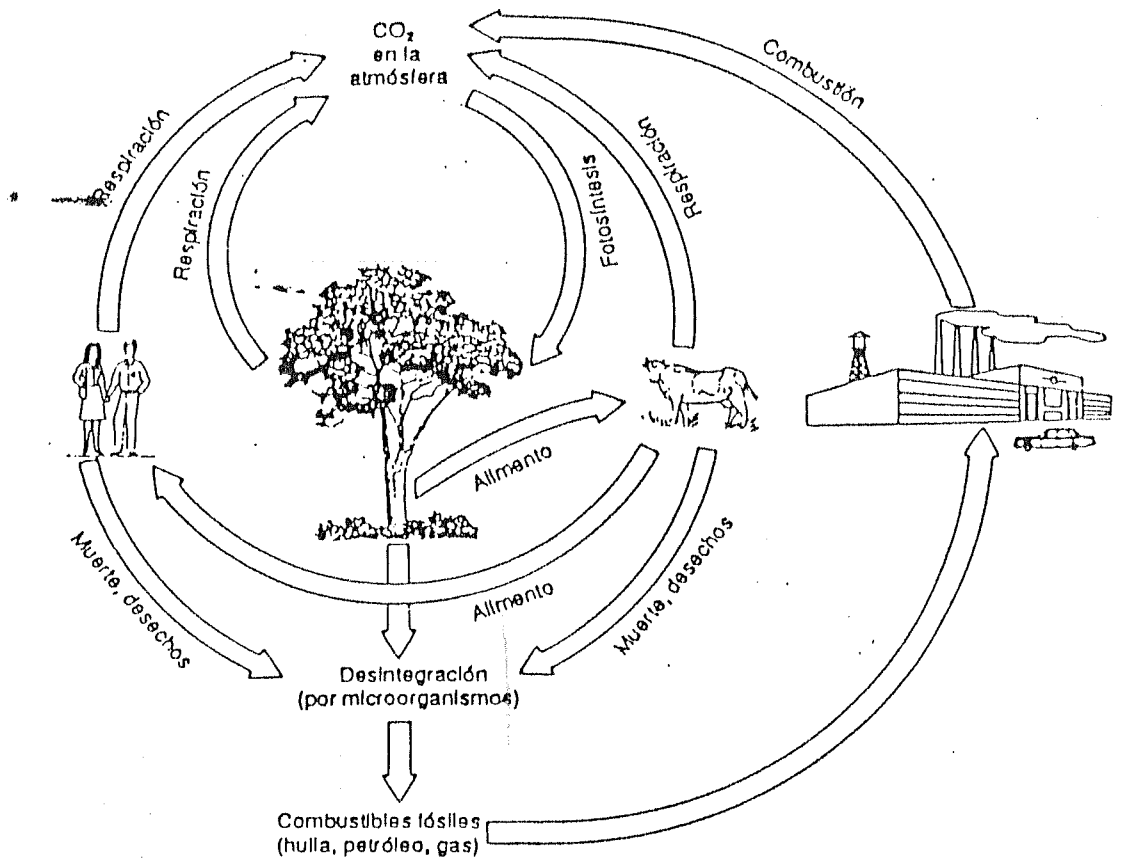 CO₂
en la
atmósfera
Combustión
Respiración
Respiración
Fotosíntesis
Respiración
Alimento
Alimento
Muerte, desechos
Muerte, desechos
Desintegración
(por microorganismos)
Combustibles fósiles
(hulla, petróleo, gas)